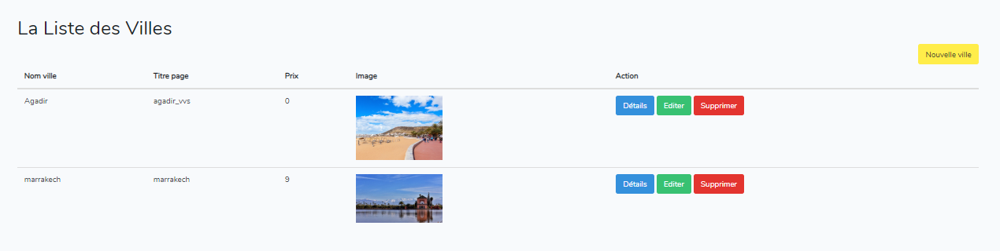 La Liste des Villes
Nouvelle ville
Nom ville Titre page Prix Image Action
Agadir agadir_vvs 0 Détails Editer Supprimer
marrakech marrakech 9 Détails Editer Supprimer